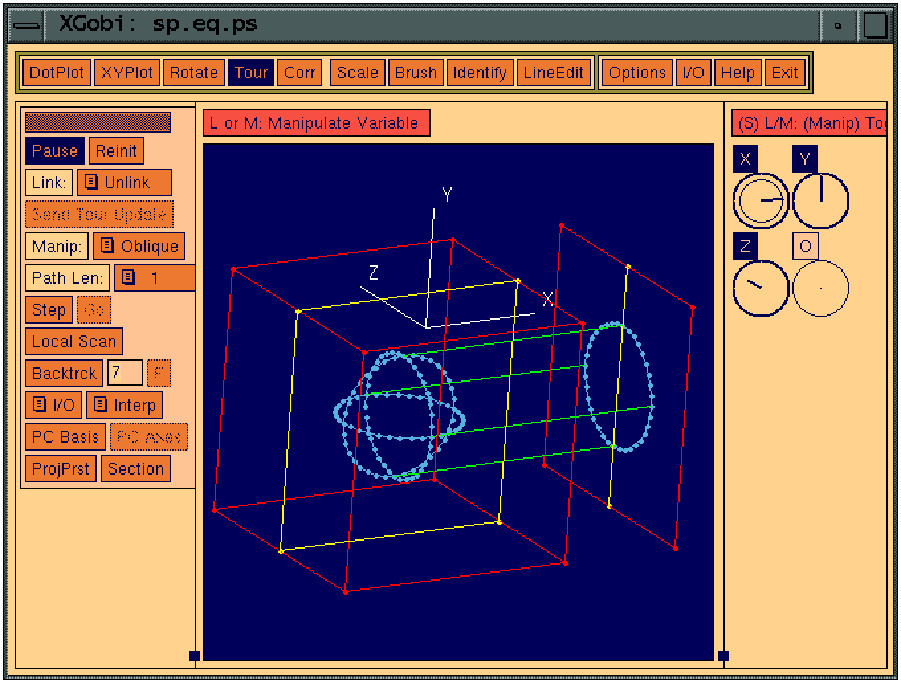 XGobi: sp.eq.ps
DotPlot XYPlot Rotate Tour Corr Scale Brush Identify LineEdit Options I/O Help Exit
L or M: Manipulate Variable
(S) L/M: (Manip) To
Pause Reinit
Link: Unlink
Send Tour Update
Manip: Oblique
Path Len: 1
Step Go
Local Scan
Backtrck 7 F
I/O Interp
PC Basis PC Axes
ProjPrst Section
Y
Z
X
X Y
Z O